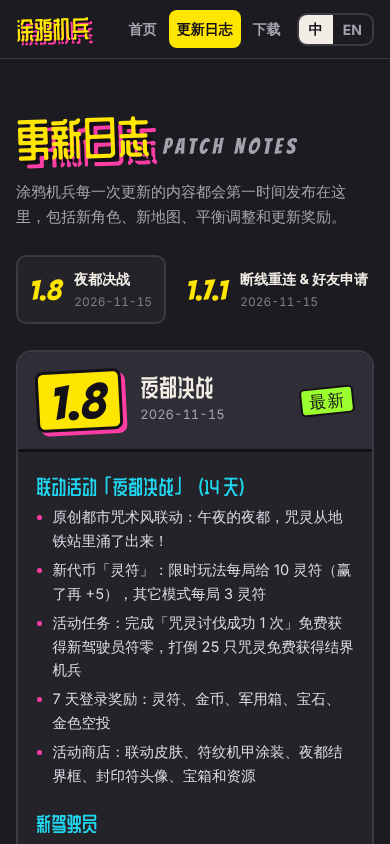 涂鸦机兵 首页 更新日志 下载 中 EN
更新日志 PATCH NOTES
涂鸦机兵每一次更新的内容都会第一时间发布在这
里，包括新角色、新地图、平衡调整和更新奖励。
1.8 夜都决战
2026-11-15
1.7.1 断线重连 & 好友申请
2026-11-15
1.8 夜都决战
2026-11-15
最新
联动活动「夜都决战」（14 天）
• 原创都市咒术风联动：午夜的夜都，咒灵从地
铁站里涌了出来！
• 新代币「灵符」：限时玩法每局给 10 灵符（赢
了再 +5），其它模式每局 3 灵符
• 活动任务：完成「咒灵讨伐成功 1 次」免费获
得新驾驶员符零，打倒 25 只咒灵免费获得结界
机兵
• 7 天登录奖励：灵符、金币、军用箱、宝石、
金色空投
• 活动商店：联动皮肤、符纹机甲涂装、夜都结
界框、封印符头像、宝箱和资源
新驾驶员